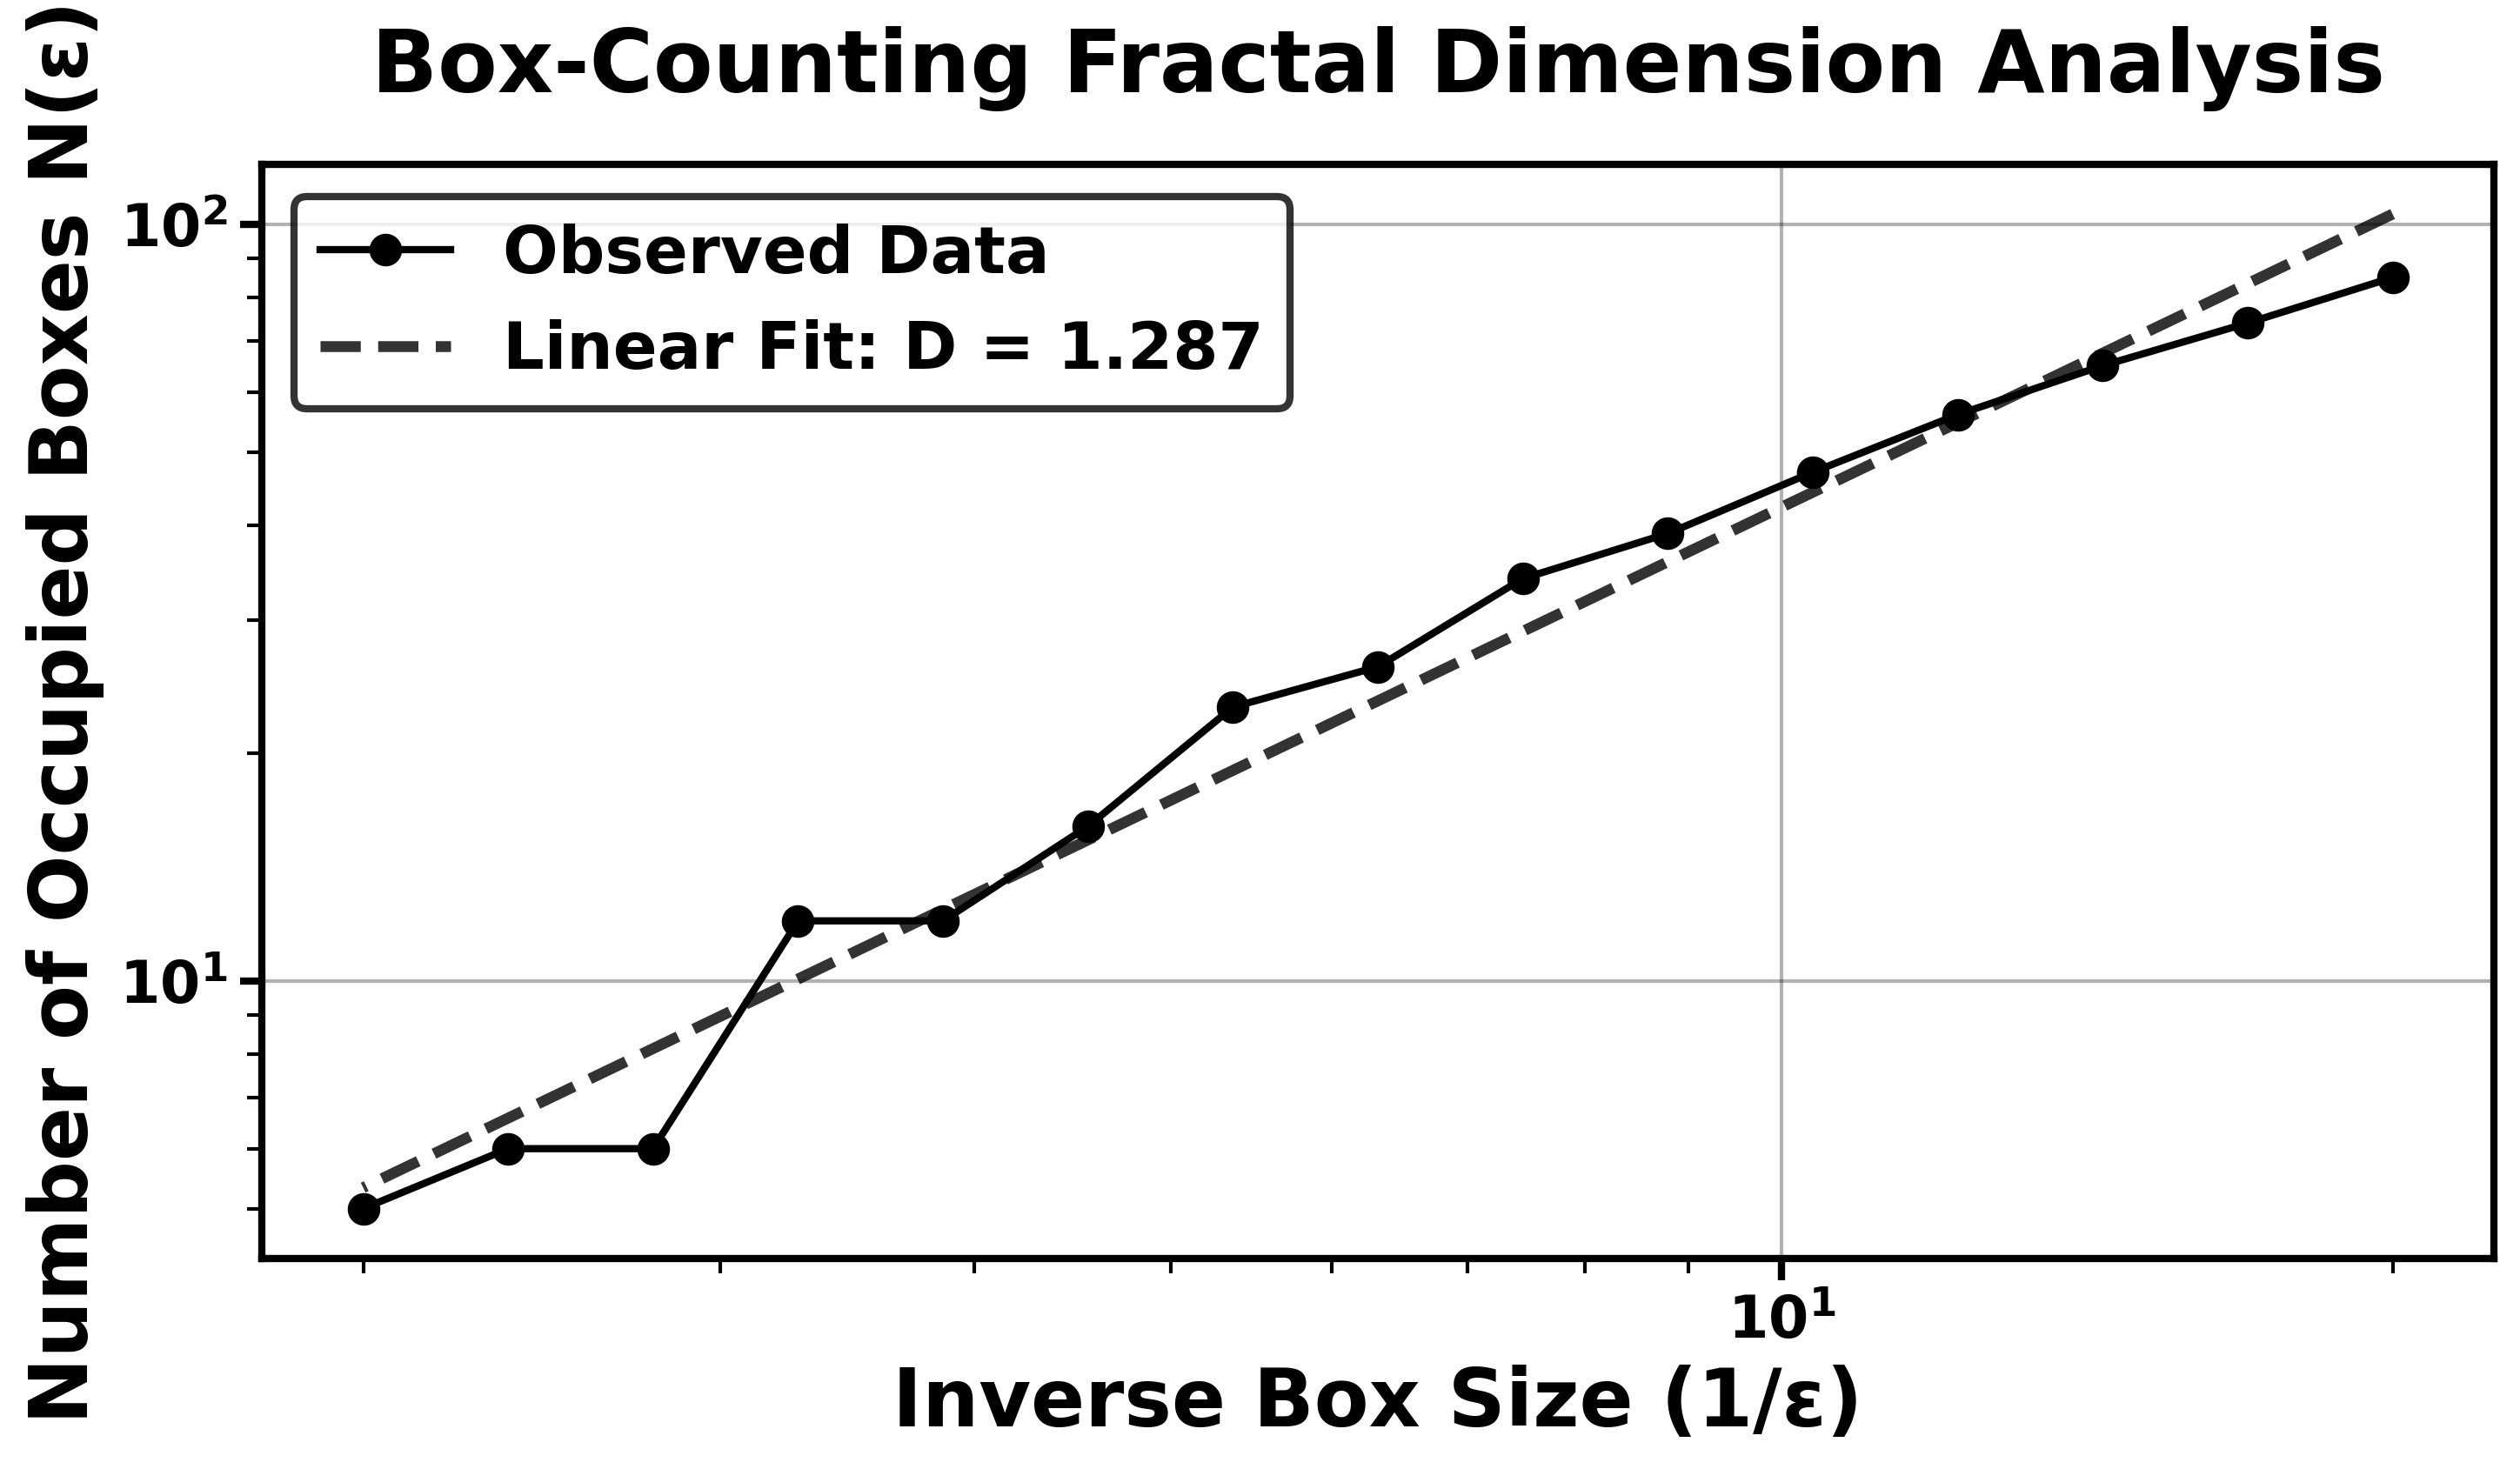 Box-Counting Fractal Dimension Analysis
Number of Occupied Boxes N(ε)
10²
10¹
Observed Data
Linear Fit: D = 1.287
10¹
Inverse Box Size (1/ε)